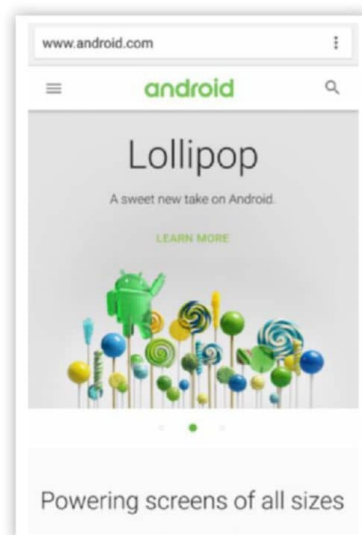 www.android.com
android
Lollipop
A sweet new take on Android.
LEARN MORE
Powering screens of all sizes